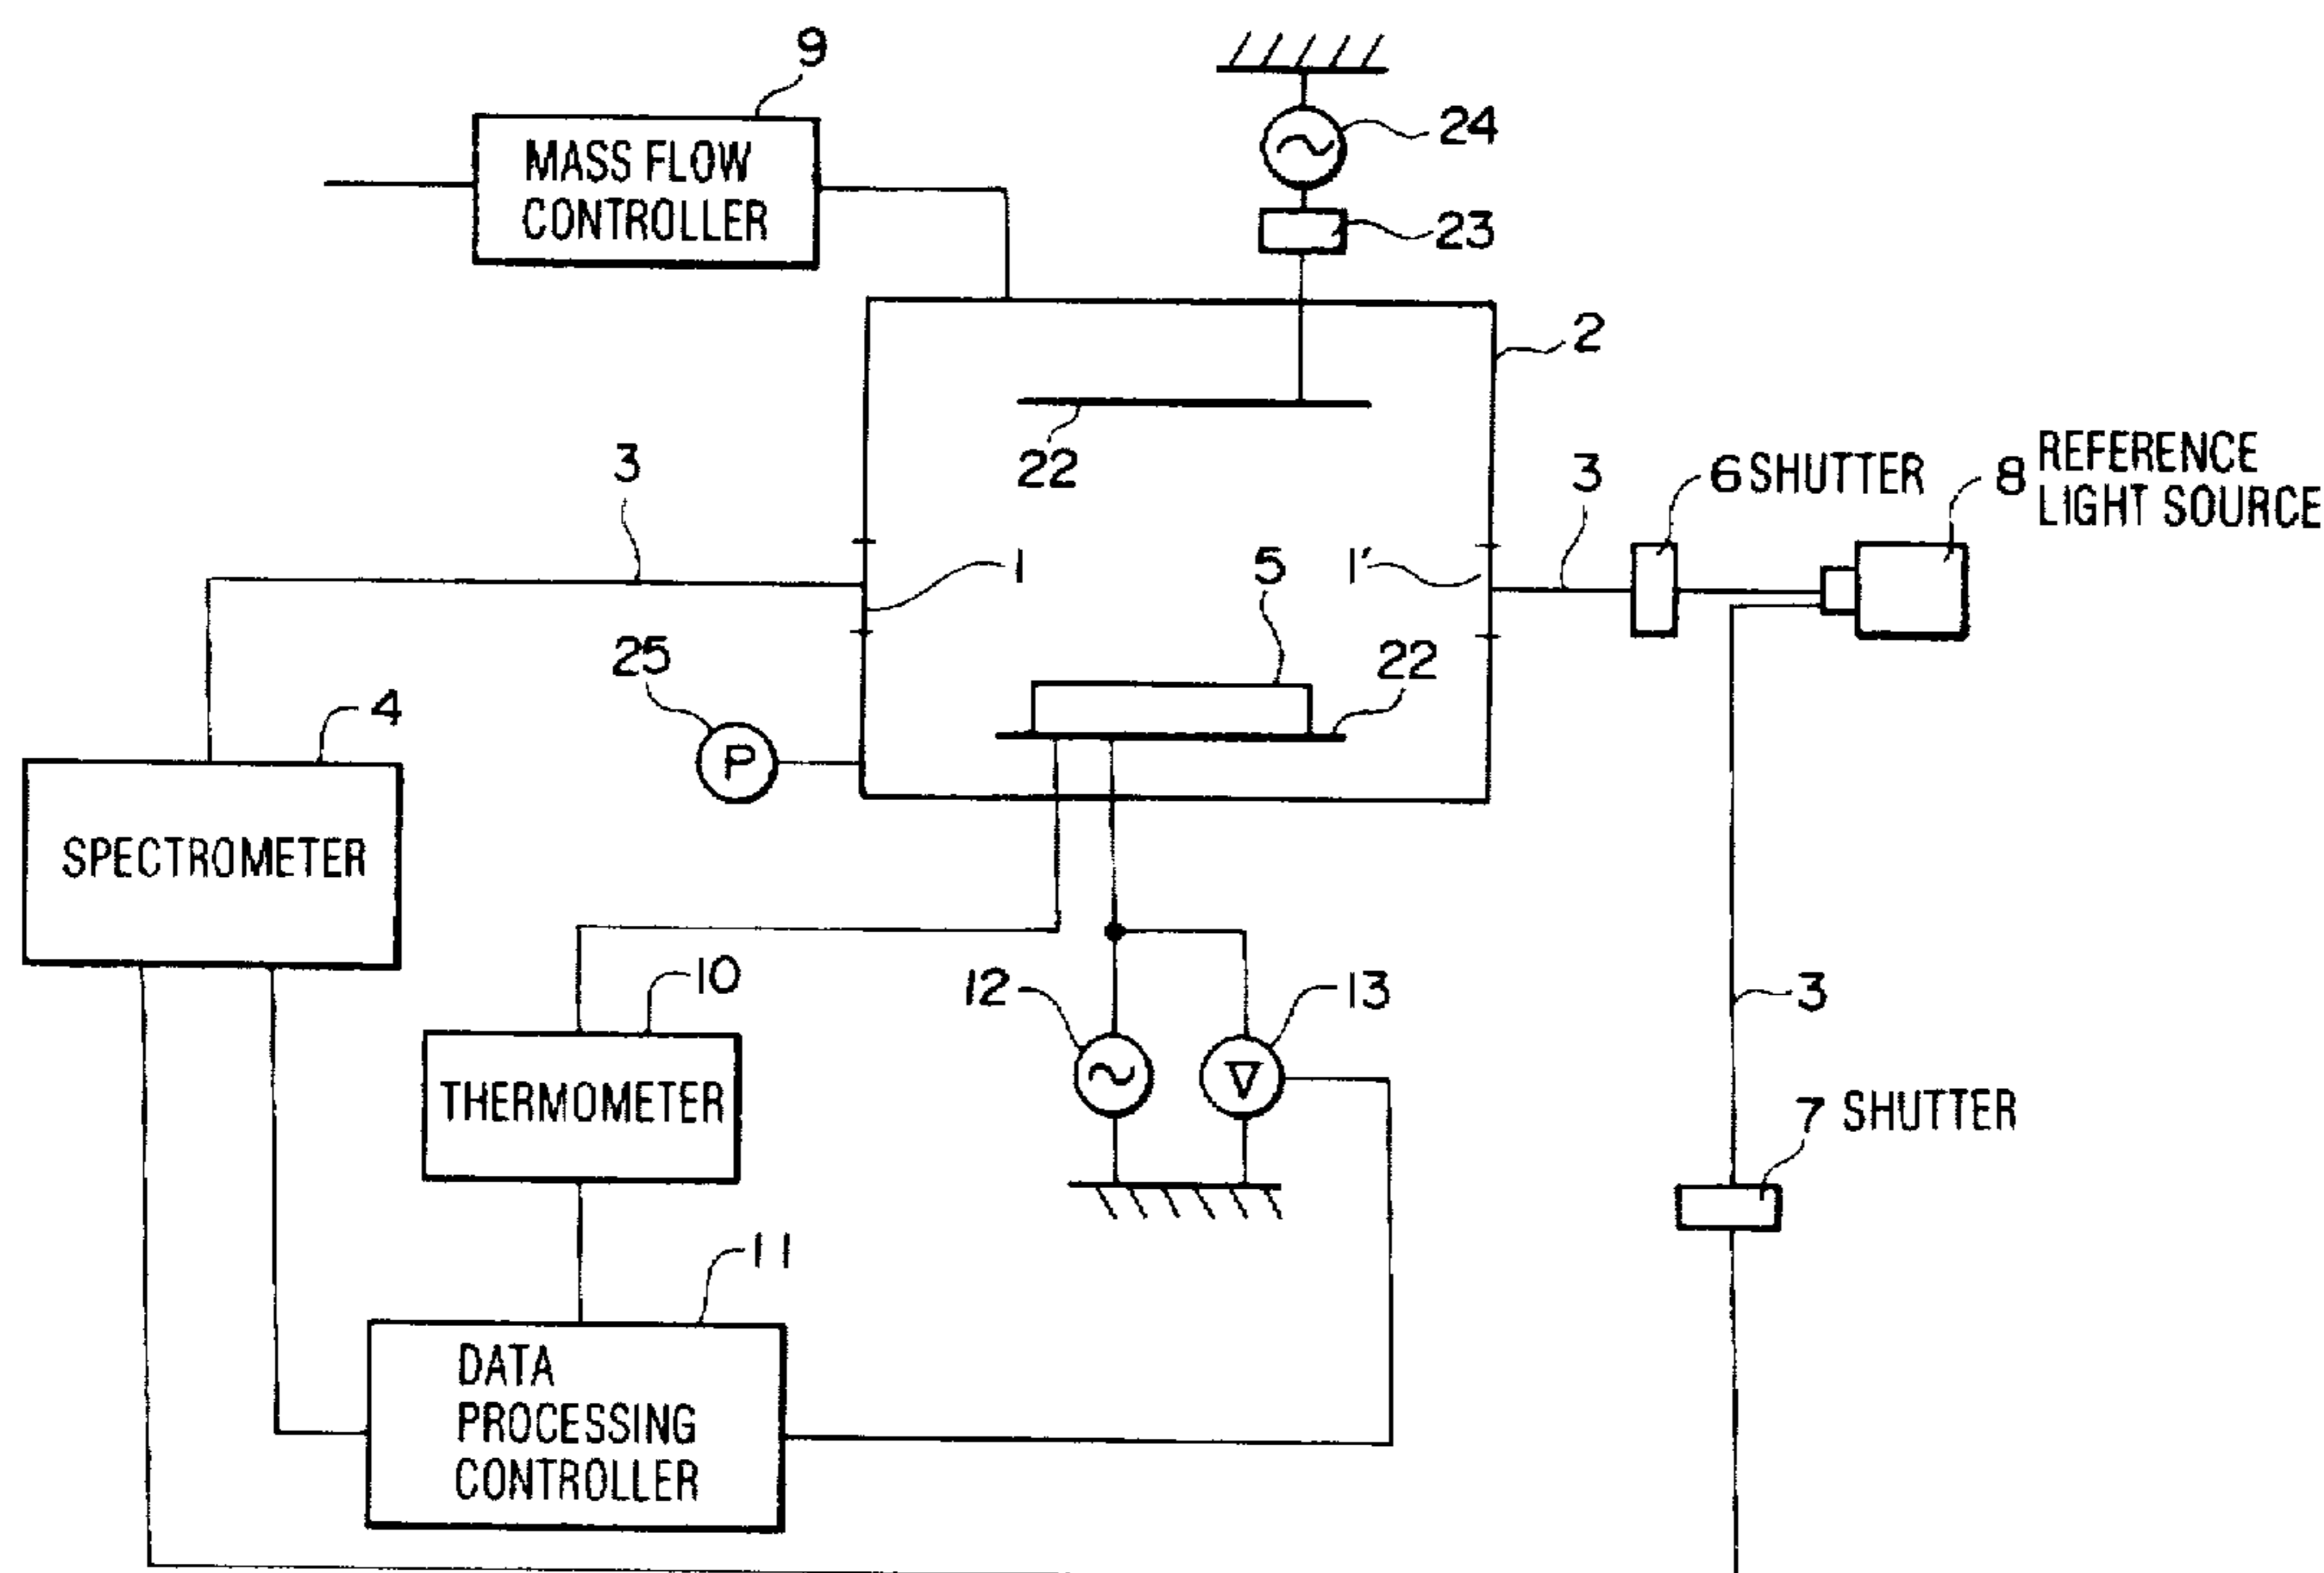 9
MASS FLOW
CONTROLLER
24
23
2
22
3
1
5
1'
3
6 SHUTTER
8 REFERENCE
LIGHT SOURCE
25
P
22
4
SPECTROMETER
10
THERMOMETER
12
13
V
3
7 SHUTTER
11
DATA
PROCESSING
CONTROLLER